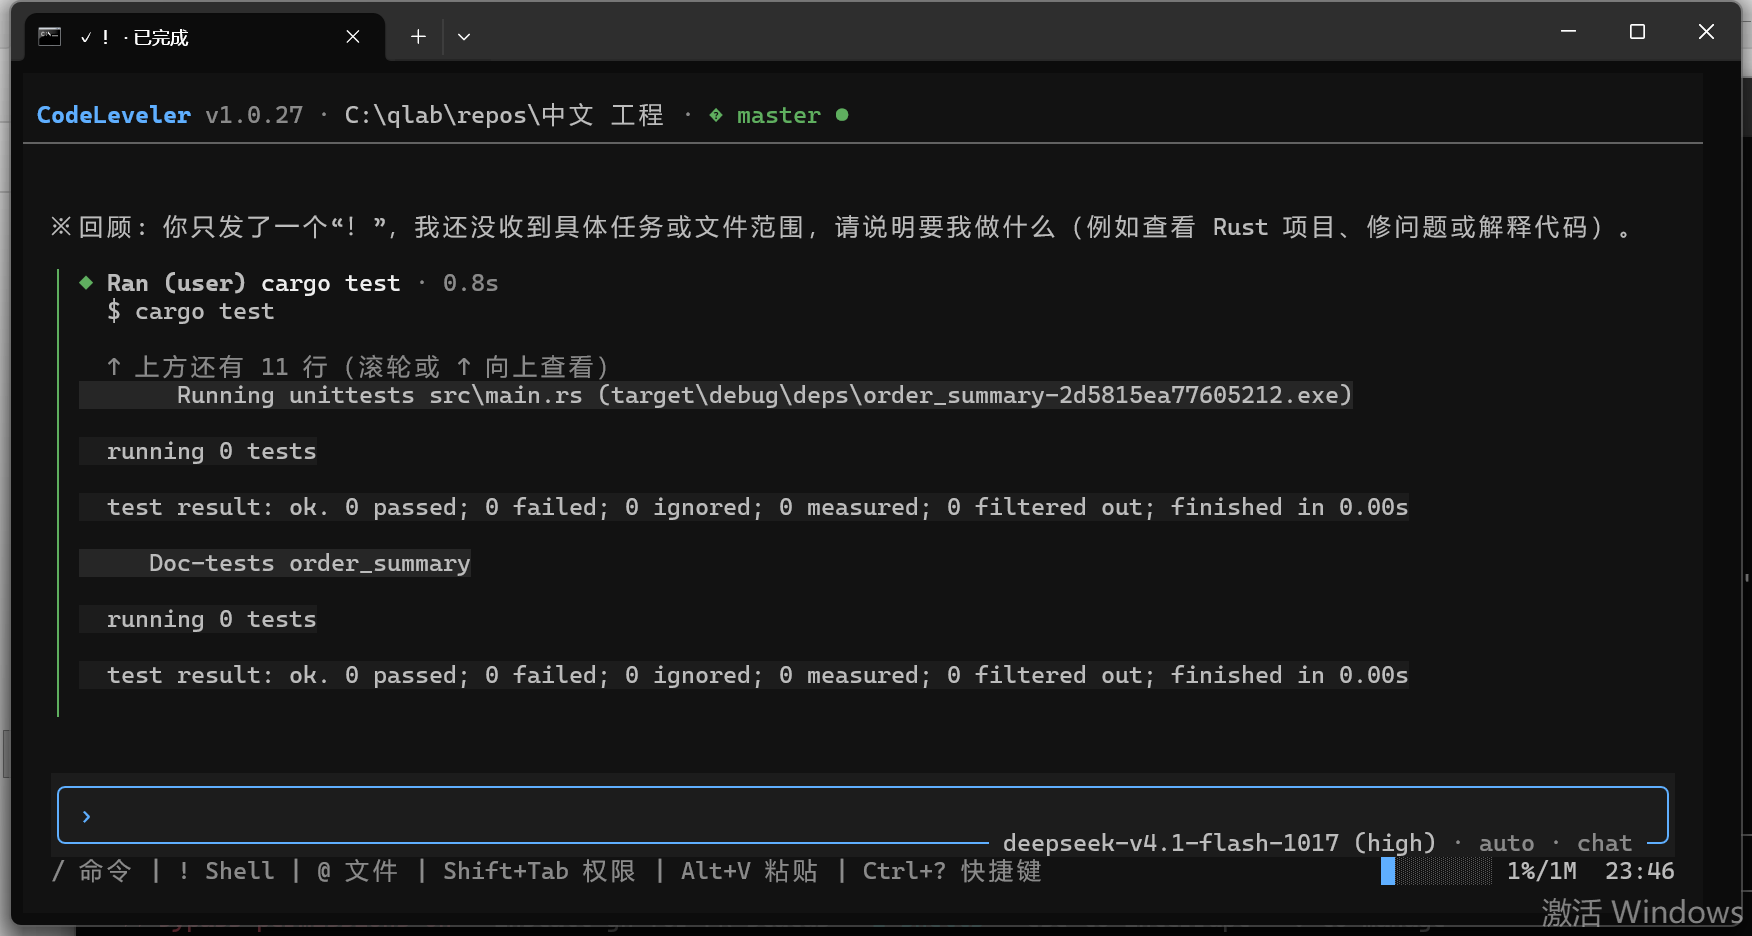 ✓ ! · 已完成
CodeLeveler v1.0.27 · C:\qlab\repos\中文 工程 · master ●
※ 回顾：你只发了一个“！”，我还没收到具体任务或文件范围，请说明要我做什么（例如查看 Rust 项目、修问题或解释代码）。
◆ Ran (user) cargo test · 0.8s
$ cargo test
↑ 上方还有 11 行（滚轮或 ↑ 向上查看）
Running unittests src\main.rs (target\debug\deps\order_summary-2d5815ea77605212.exe)
running 0 tests
test result: ok. 0 passed; 0 failed; 0 ignored; 0 measured; 0 filtered out; finished in 0.00s
Doc-tests order_summary
running 0 tests
test result: ok. 0 passed; 0 failed; 0 ignored; 0 measured; 0 filtered out; finished in 0.00s
›
deepseek-v4.1-flash-1017 (high) · auto · chat
/ 命令 | ! Shell | @ 文件 | Shift+Tab 权限 | Alt+V 粘贴 | Ctrl+? 快捷键 1%/1M 23:46
激活 Windows